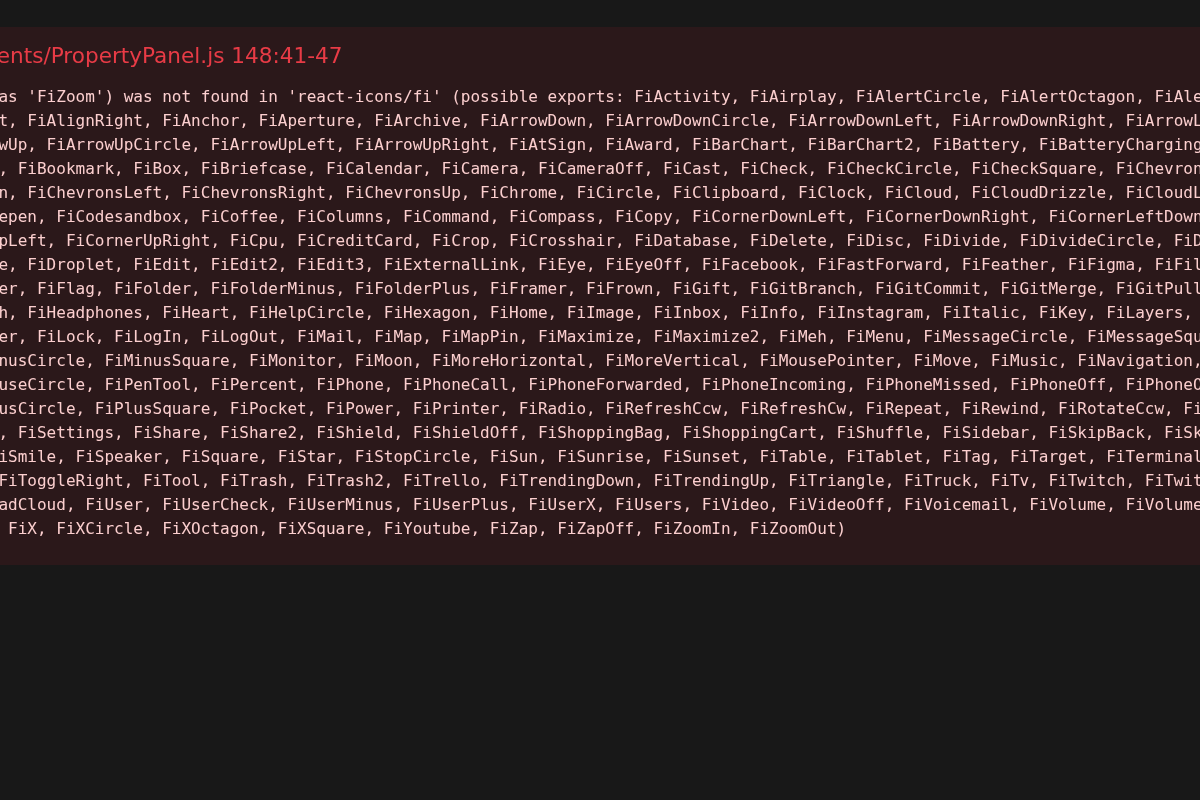 ents/PropertyPanel.js 148:41-47
as 'FiZoom') was not found in 'react-icons/fi' (possible exports: FiActivity, FiAirplay, FiAlertCircle, FiAlertOctagon, FiAle
t, FiAlignRight, FiAnchor, FiAperture, FiArchive, FiArrowDown, FiArrowDownCircle, FiArrowDownLeft, FiArrowDownRight, FiArrowL
wUp, FiArrowUpCircle, FiArrowUpLeft, FiArrowUpRight, FiAtSign, FiAward, FiBarChart, FiBarChart2, FiBattery, FiBatteryCharging
, FiBookmark, FiBox, FiBriefcase, FiCalendar, FiCamera, FiCameraOff, FiCast, FiCheck, FiCheckCircle, FiCheckSquare, FiChevron
n, FiChevronsLeft, FiChevronsRight, FiChevronsUp, FiChrome, FiCircle, FiClipboard, FiClock, FiCloud, FiCloudDrizzle, FiCloudL
epen, FiCodesandbox, FiCoffee, FiColumns, FiCommand, FiCompass, FiCopy, FiCornerDownLeft, FiCornerDownRight, FiCornerLeftDown
pLeft, FiCornerUpRight, FiCpu, FiCreditCard, FiCrop, FiCrosshair, FiDatabase, FiDelete, FiDisc, FiDivide, FiDivideCircle, FiD
e, FiDroplet, FiEdit, FiEdit2, FiEdit3, FiExternalLink, FiEye, FiEyeOff, FiFacebook, FiFastForward, FiFeather, FiFigma, FiFil
er, FiFlag, FiFolder, FiFolderMinus, FiFolderPlus, FiFramer, FiFrown, FiGift, FiGitBranch, FiGitCommit, FiGitMerge, FiGitPull
h, FiHeadphones, FiHeart, FiHelpCircle, FiHexagon, FiHome, FiImage, FiInbox, FiInfo, FiInstagram, FiItalic, FiKey, FiLayers,
er, FiLock, FiLogIn, FiLogOut, FiMail, FiMap, FiMapPin, FiMaximize, FiMaximize2, FiMeh, FiMenu, FiMessageCircle, FiMessageSqu
nusCircle, FiMinusSquare, FiMonitor, FiMoon, FiMoreHorizontal, FiMoreVertical, FiMousePointer, FiMove, FiMusic, FiNavigation,
useCircle, FiPenTool, FiPercent, FiPhone, FiPhoneCall, FiPhoneForwarded, FiPhoneIncoming, FiPhoneMissed, FiPhoneOff, FiPhoneO
usCircle, FiPlusSquare, FiPocket, FiPower, FiPrinter, FiRadio, FiRefreshCcw, FiRefreshCw, FiRepeat, FiRewind, FiRotateCcw, Fi
, FiSettings, FiShare, FiShare2, FiShield, FiShieldOff, FiShoppingBag, FiShoppingCart, FiShuffle, FiSidebar, FiSkipBack, FiSk
iSmile, FiSpeaker, FiSquare, FiStar, FiStopCircle, FiSun, FiSunrise, FiSunset, FiTable, FiTablet, FiTag, FiTarget, FiTerminal
FiToggleRight, FiTool, FiTrash, FiTrash2, FiTrello, FiTrendingDown, FiTrendingUp, FiTriangle, FiTruck, FiTv, FiTwitch, FiTwit
adCloud, FiUser, FiUserCheck, FiUserMinus, FiUserPlus, FiUserX, FiUsers, FiVideo, FiVideoOff, FiVoicemail, FiVolume, FiVolume
FiX, FiXCircle, FiXOctagon, FiXSquare, FiYoutube, FiZap, FiZapOff, FiZoomIn, FiZoomOut)